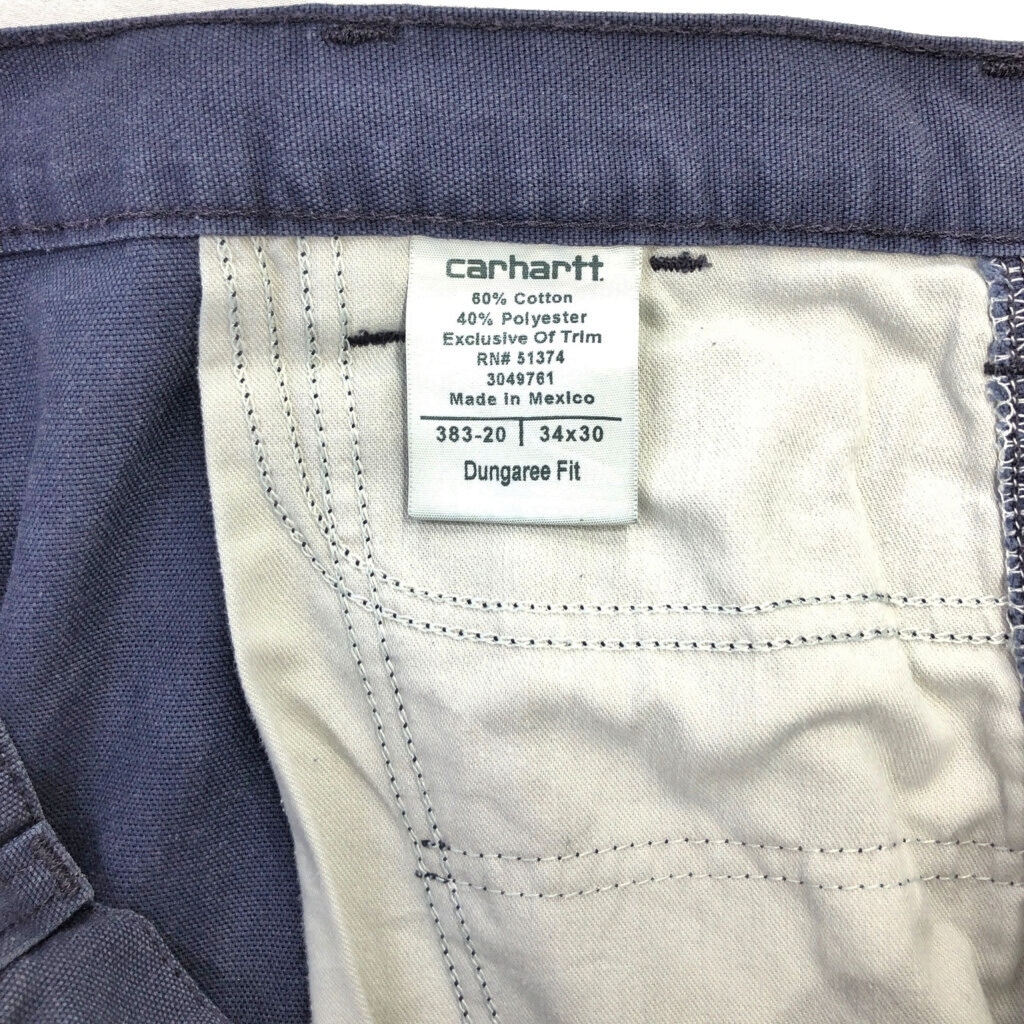 carhartt.
60% Cotton
40% Polyester
Exclusive Of Trim
RN# 51374
3049761
Made in Mexico
383-20 | 34x30
Dungaree Fit